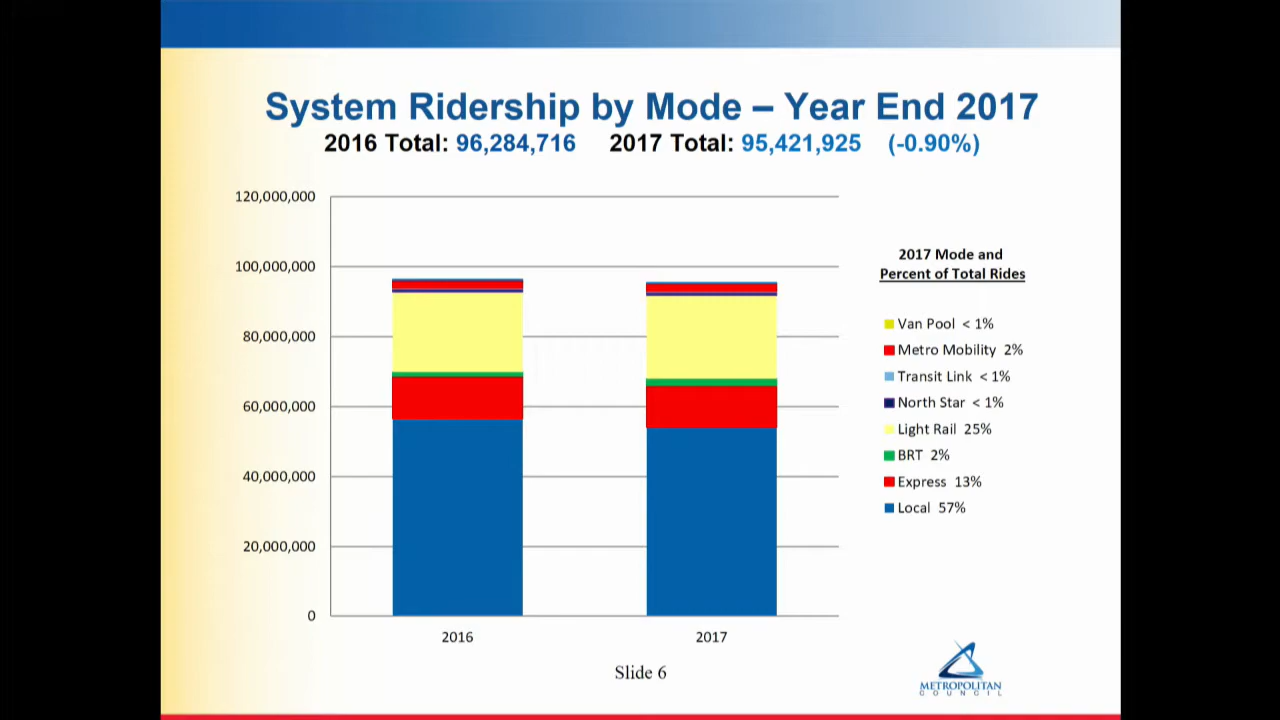 System Ridership by Mode – Year End 2017
2016 Total: 96,284,716 2017 Total: 95,421,925 (-0.90%)
120,000,000
100,000,000
80,000,000
60,000,000
40,000,000
20,000,000
0
2016
2017
2017 Mode and
Percent of Total Rides
Van Pool < 1%
Metro Mobility 2%
Transit Link < 1%
North Star < 1%
Light Rail 25%
BRT 2%
Express 13%
Local 57%
Slide 6
METROPOLITAN
COUNCIL